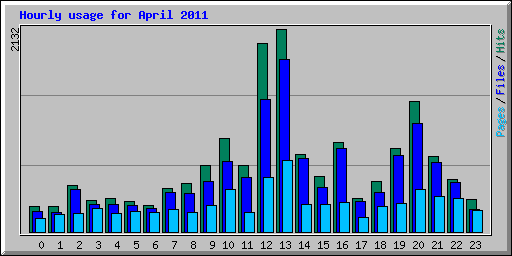 Hourly usage for April 2011
2132
Pages/Files/Hits
0 1 2 3 4 5 6 7 8 9 10 11 12 13 14 15 16 17 18 19 20 21 22 23